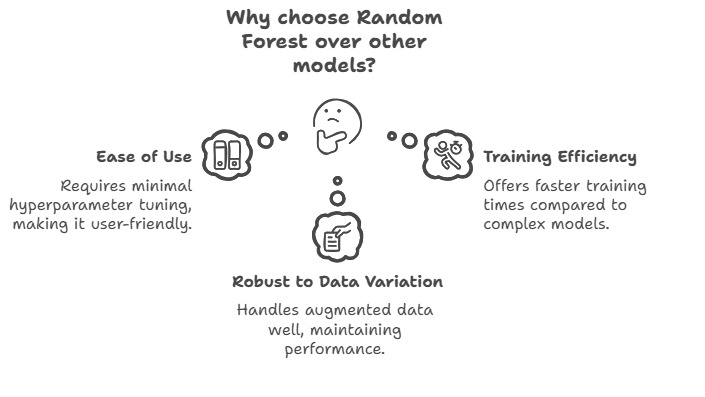 Why choose Random
Forest over other
models?
Ease of Use
Requires minimal
hyperparameter tuning,
making it user-friendly.
Training Efficiency
Offers faster training
times compared to
complex models.
Robust to Data Variation
Handles augmented data
well, maintaining
performance.